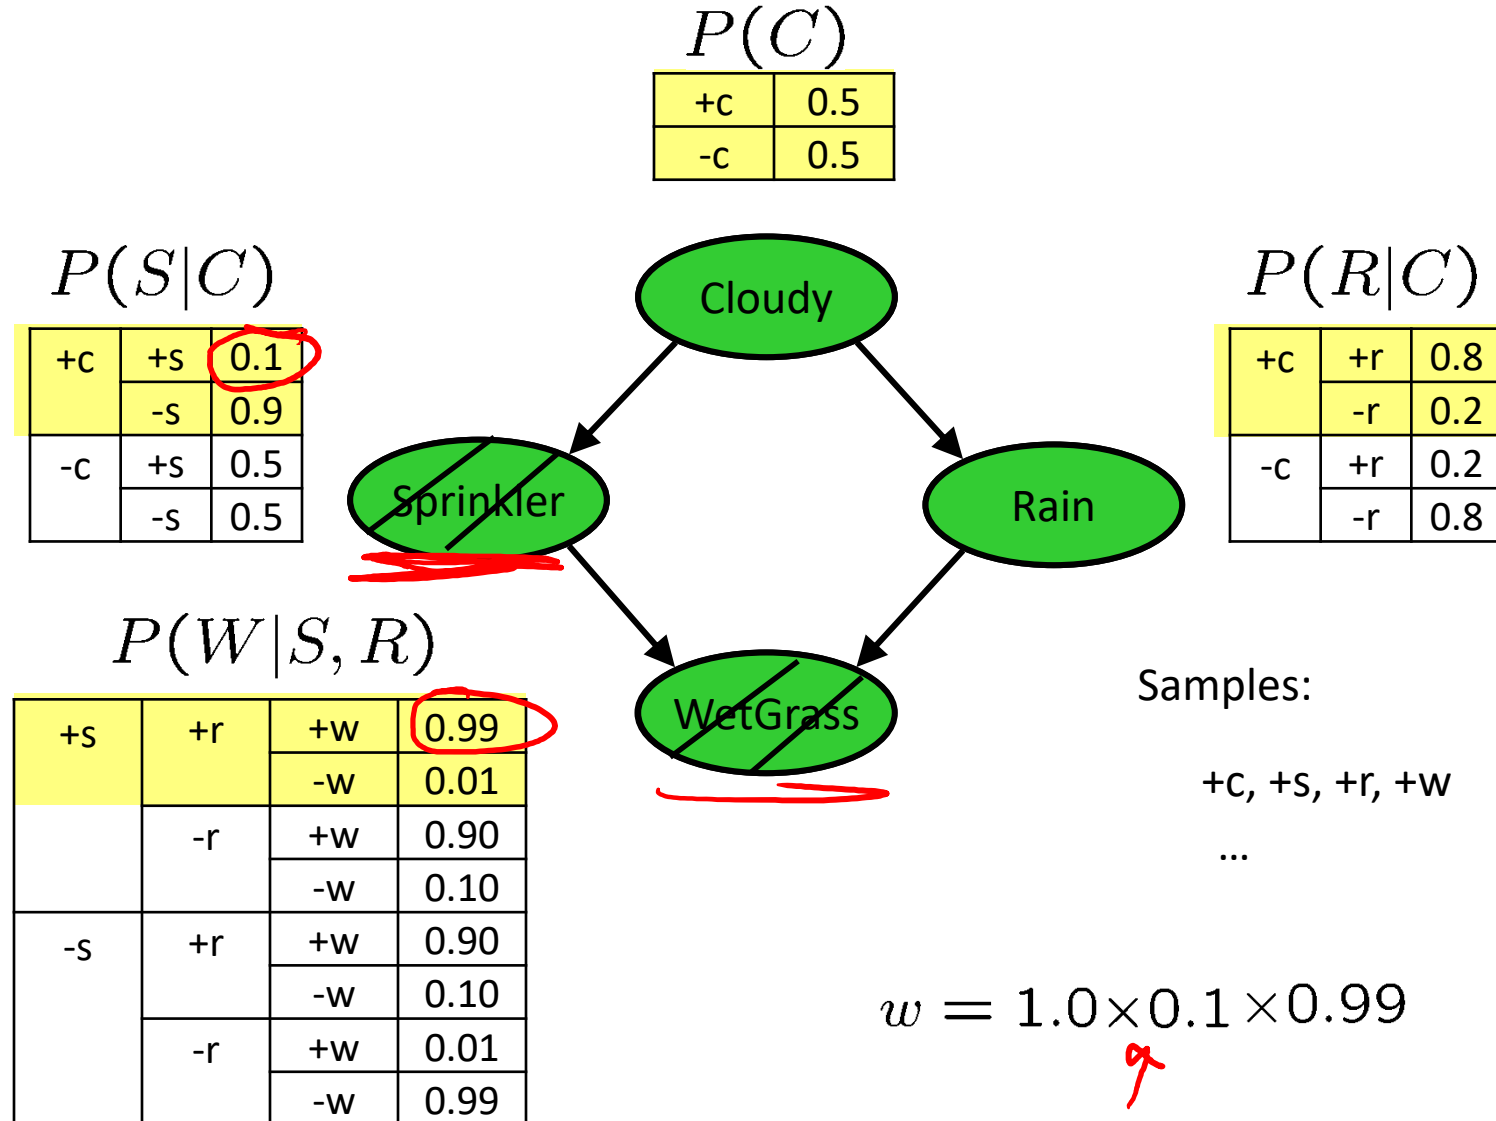 P(C)
+c 0.5
-c 0.5
P(S|C)
+c +s 0.1
-s 0.9
-c +s 0.5
-s 0.5
Cloudy
P(R|C)
+c +r 0.8
-r 0.2
-c +r 0.2
-r 0.8
Sprinkler
Rain
P(W|S, R)
+s +r +w 0.99
-w 0.01
-r +w 0.90
-w 0.10
-s +r +w 0.90
-w 0.10
-r +w 0.01
-w 0.99
WetGrass
Samples:
+c, +s, +r, +w
...
w = 1.0 × 0.1 × 0.99